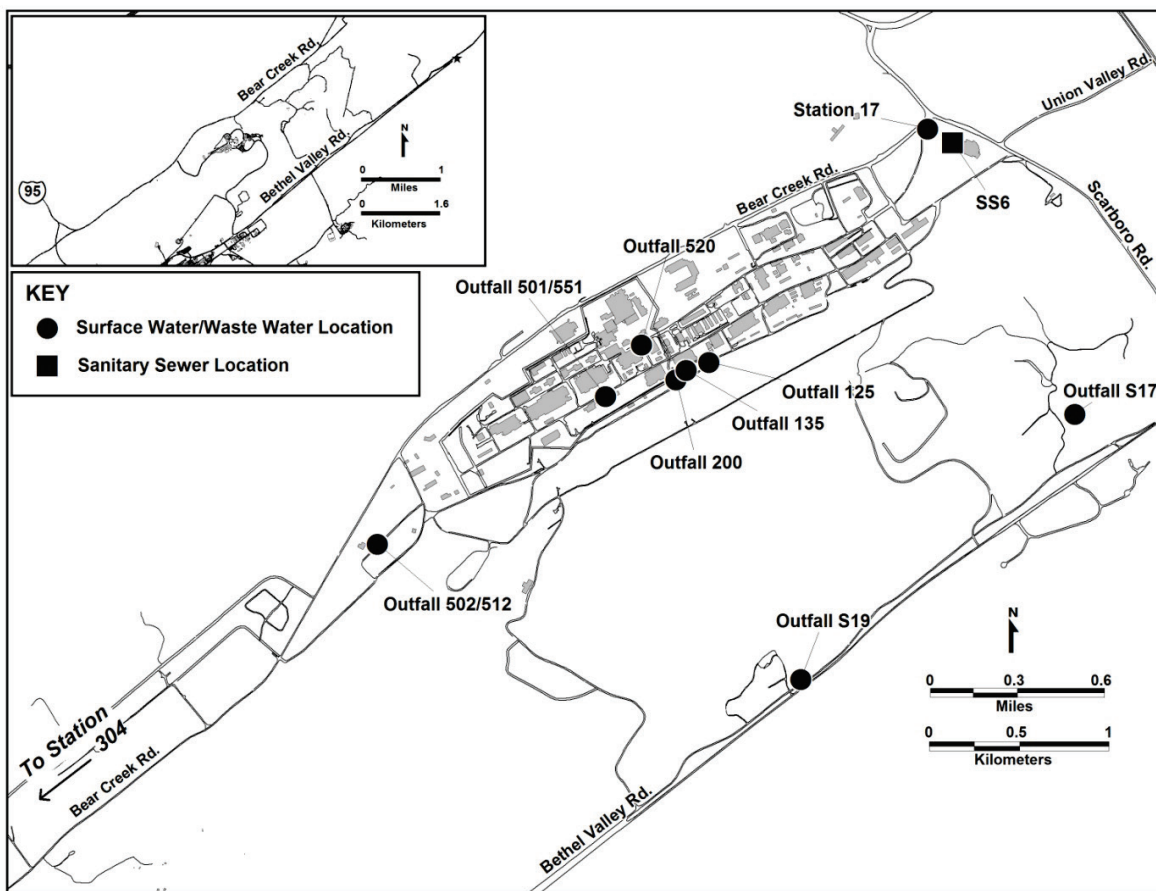 Bear Creek Rd.
Bethel Valley Rd.
N
0 1
Miles
0 1.6
Kilometers
95
KEY
Surface Water/Waste Water Location
Sanitary Sewer Location
Union Valley Rd.
Station 17
SS6
Scarboro Rd.
Bear Creek Rd.
Outfall 520
Outfall 501/551
Outfall 125
Outfall S17
Outfall 135
Outfall 200
Outfall 502/512
Outfall S19
N
0 0.3 0.6
Miles
0 0.5 1
Kilometers
To Station
304
Bear Creek Rd.
Bethel Valley Rd.